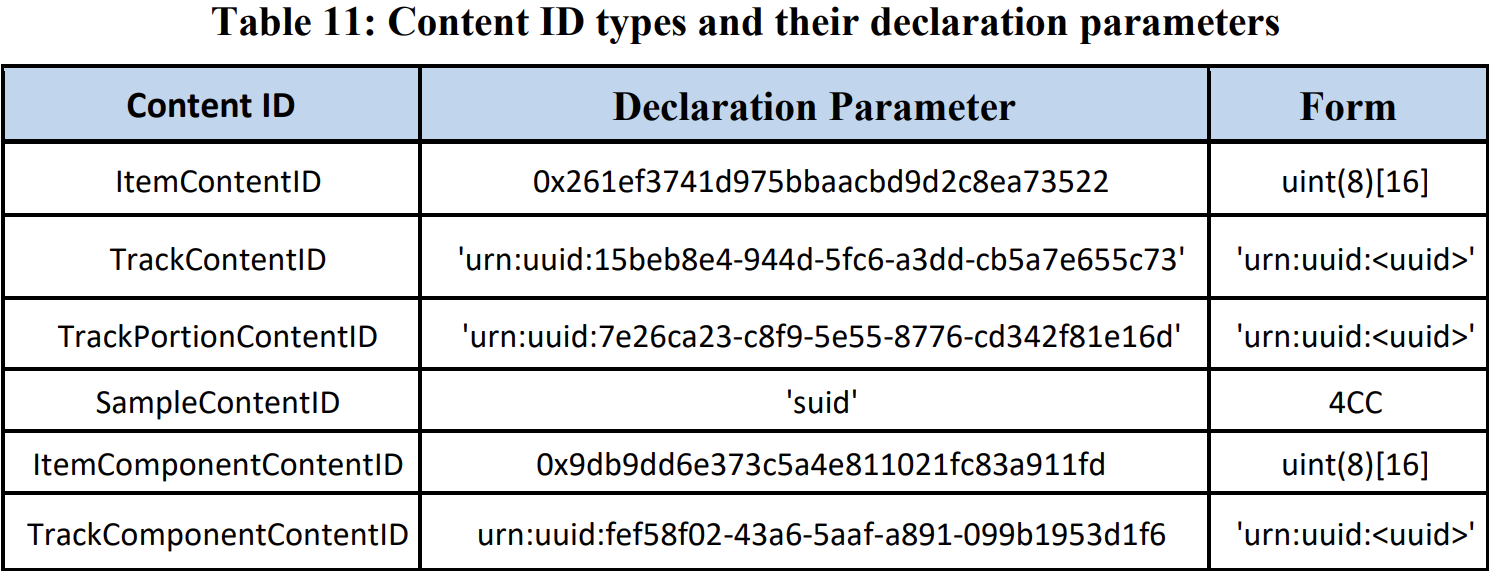 Table 11: Content ID types and their declaration parameters
Content ID Declaration Parameter Form
ItemContentID 0x261ef3741d975bbaacbd9d2c8ea73522 uint(8)[16]
TrackContentID 'urn:uuid:15beb8e4-944d-5fc6-a3dd-cb5a7e655c73' 'urn:uuid:<uuid>'
TrackPortionContentID 'urn:uuid:7e26ca23-c8f9-5e55-8776-cd342f81e16d' 'urn:uuid:<uuid>'
SampleContentID 'suid' 4CC
ItemComponentContentID 0x9db9dd6e373c5a4e811021fc83a911fd uint(8)[16]
TrackComponentContentID urn:uuid:fef58f02-43a6-5aaf-a891-099b1953d1f6 'urn:uuid:<uuid>'